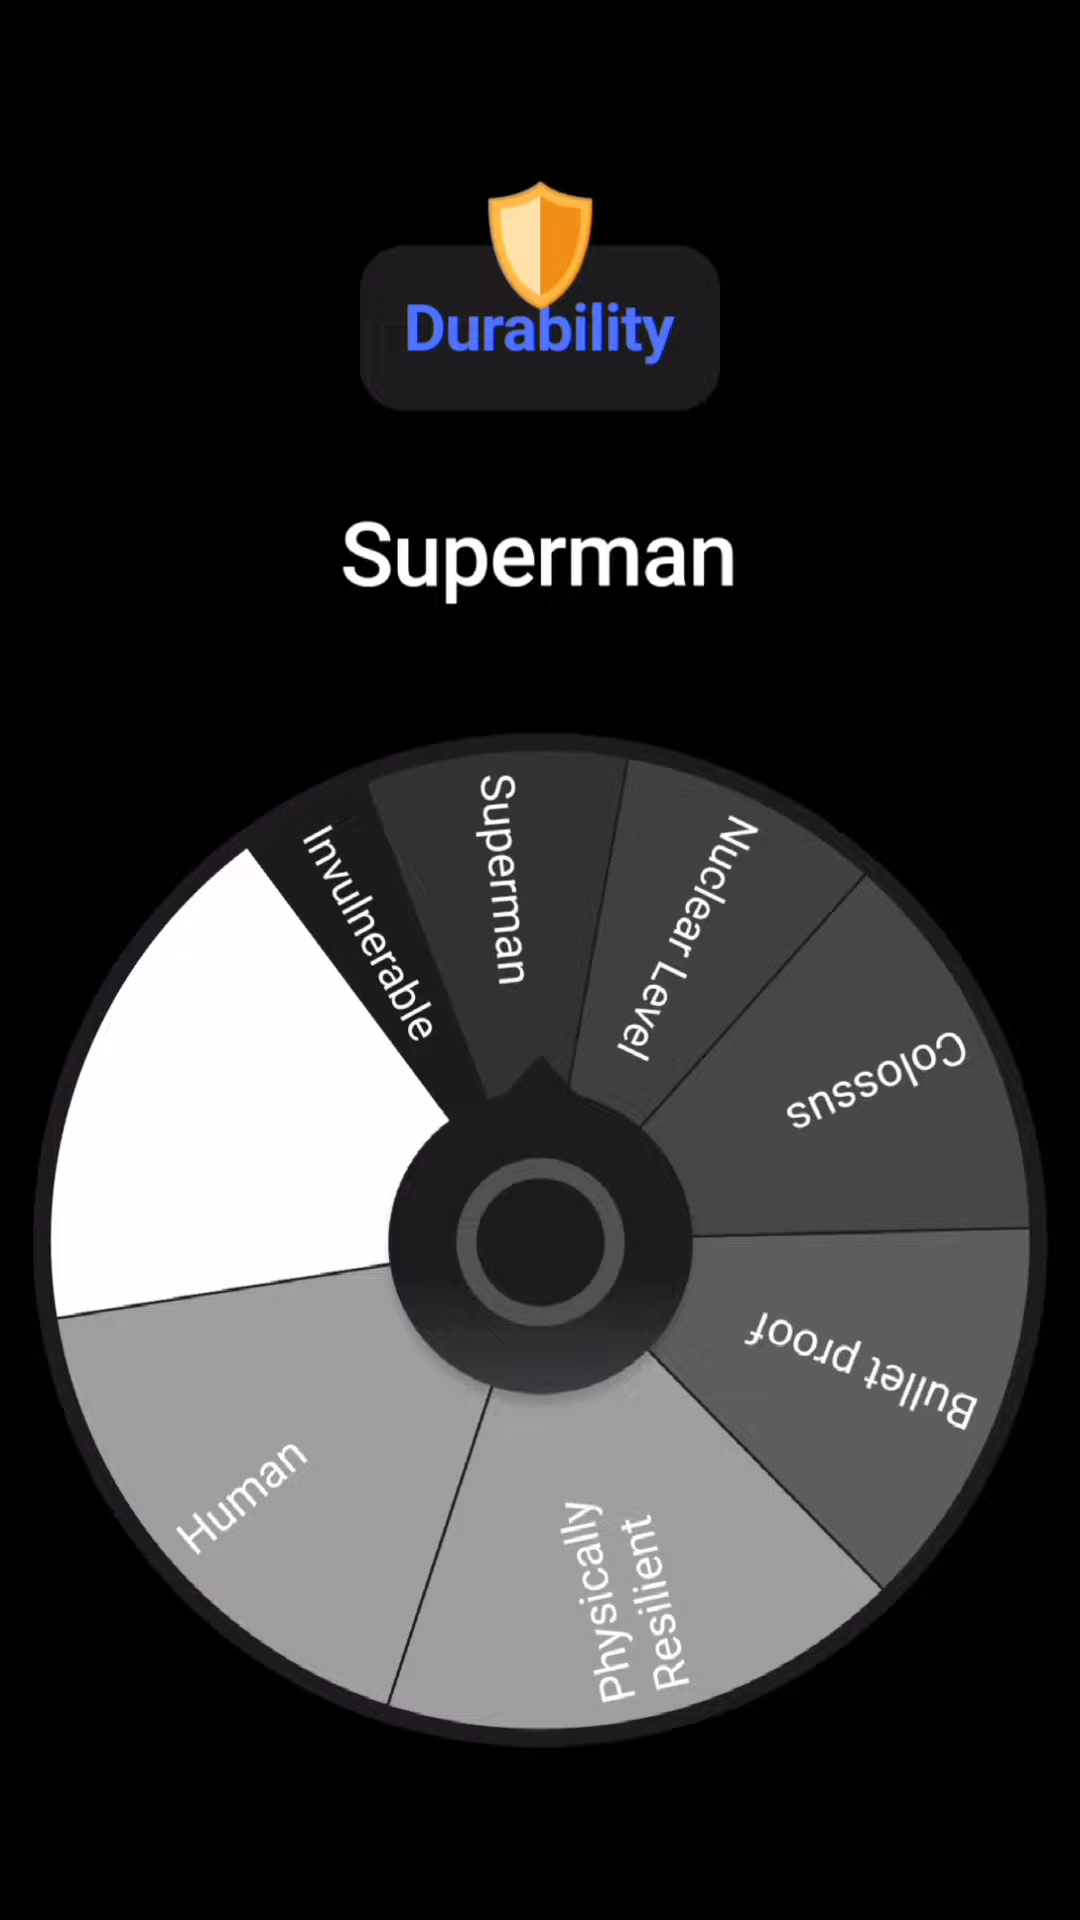 Durability
Superman
Invulnerable
Superman
Nuclear Level
Colossus
Bullet proof
Physically
Resilient
Human